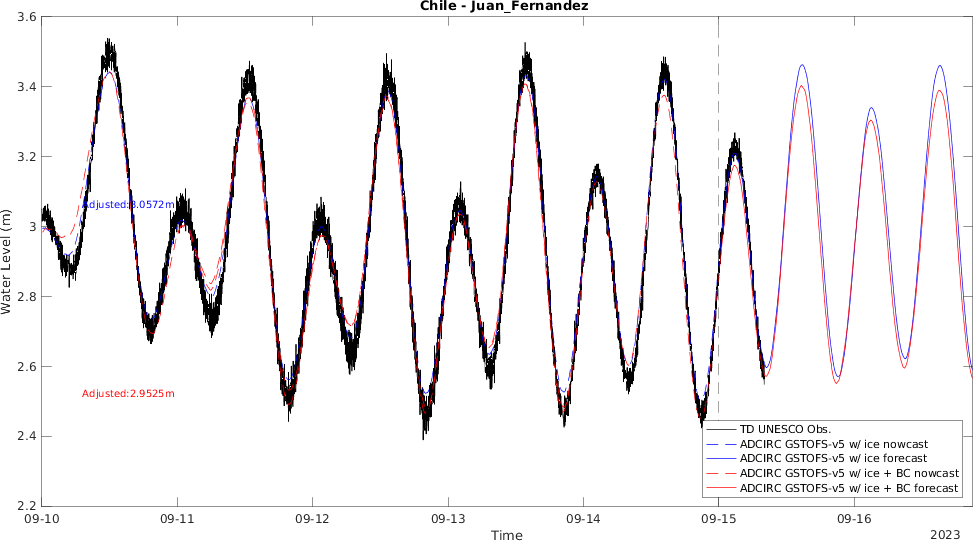 Chile - Juan_Fernandez
3.6
3.4
3.2
3
2.8
2.6
2.4
2.2
Water Level (m)
Adjusted:3.0572m
Adjusted:2.9525m
TD UNESCO Obs.
ADCIRC GSTOFS-v5 w/ ice nowcast
ADCIRC GSTOFS-v5 w/ ice forecast
ADCIRC GSTOFS-v5 w/ ice + BC nowcast
ADCIRC GSTOFS-v5 w/ ice + BC forecast
09-10 09-11 09-12 09-13 09-14 09-15 09-16
Time
2023